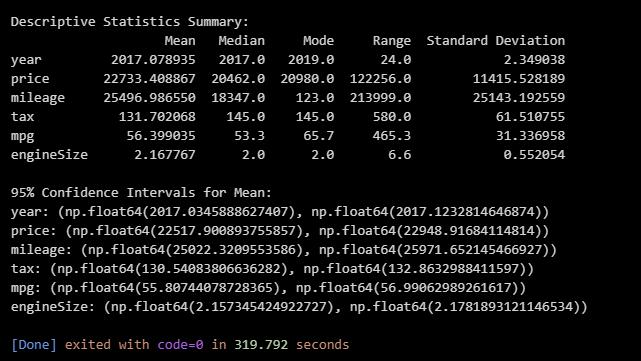 Descriptive Statistics Summary:
Mean Median Mode Range Standard Deviation
year 2017.078935 2017.0 2019.0 24.0 2.349038
price 22733.408867 20462.0 20980.0 122256.0 11415.528189
mileage 25496.986550 18347.0 123.0 213999.0 25143.192559
tax 131.702068 145.0 145.0 580.0 61.510755
mpg 56.399035 53.3 65.7 465.3 31.336958
engineSize 2.167767 2.0 2.0 6.6 0.552054
95% Confidence Intervals for Mean:
year: (np.float64(2017.0345888627407), np.float64(2017.1232814646874))
price: (np.float64(22517.900893755857), np.float64(22948.91684114814))
mileage: (np.float64(25022.3209553586), np.float64(25971.652145466927))
tax: (np.float64(130.54083806636282), np.float64(132.8632988411597))
mpg: (np.float64(55.80744078728365), np.float64(56.99062989261617))
engineSize: (np.float64(2.157345424922727), np.float64(2.1781893121146534))
[Done] exited with code=0 in 319.792 seconds